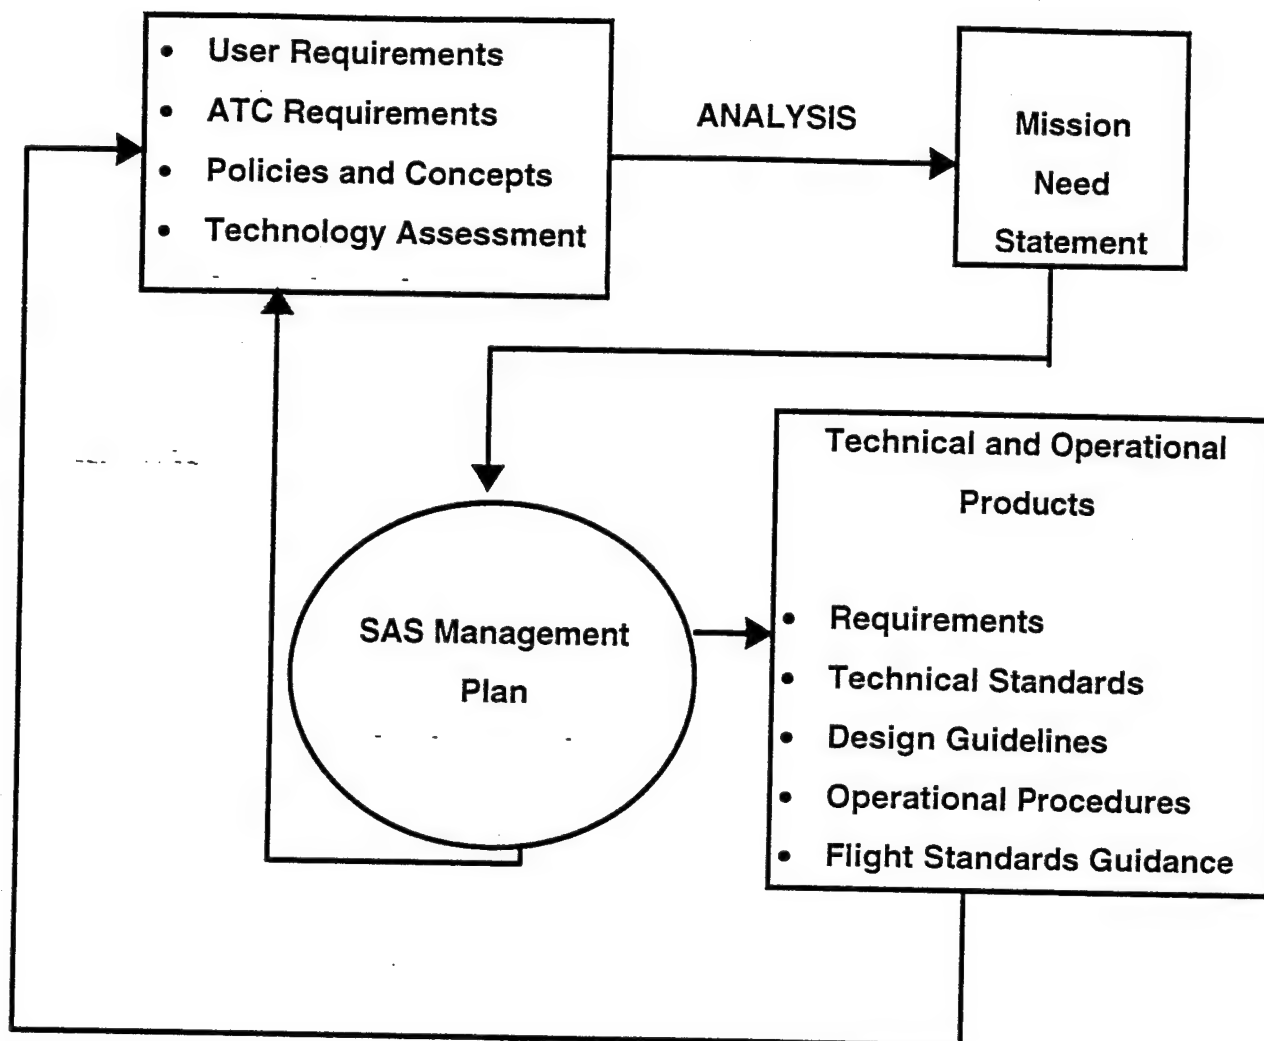 • User Requirements
• ATC Requirements
• Policies and Concepts
• Technology Assessment
ANALYSIS
Mission
Need
Statement
SAS Management
Plan
Technical and Operational
Products
• Requirements
• Technical Standards
• Design Guidelines
• Operational Procedures
• Flight Standards Guidance